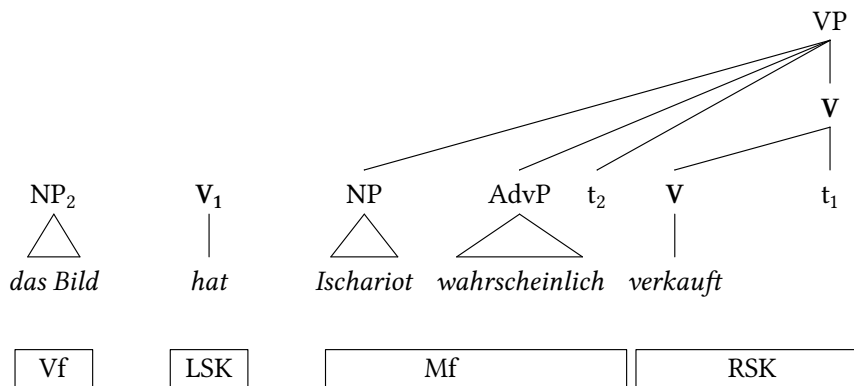 VP
V
NP₂ V₁ NP AdvP t₂ V t₁
das Bild hat Ischariot wahrscheinlich verkauft
Vf LSK Mf RSK